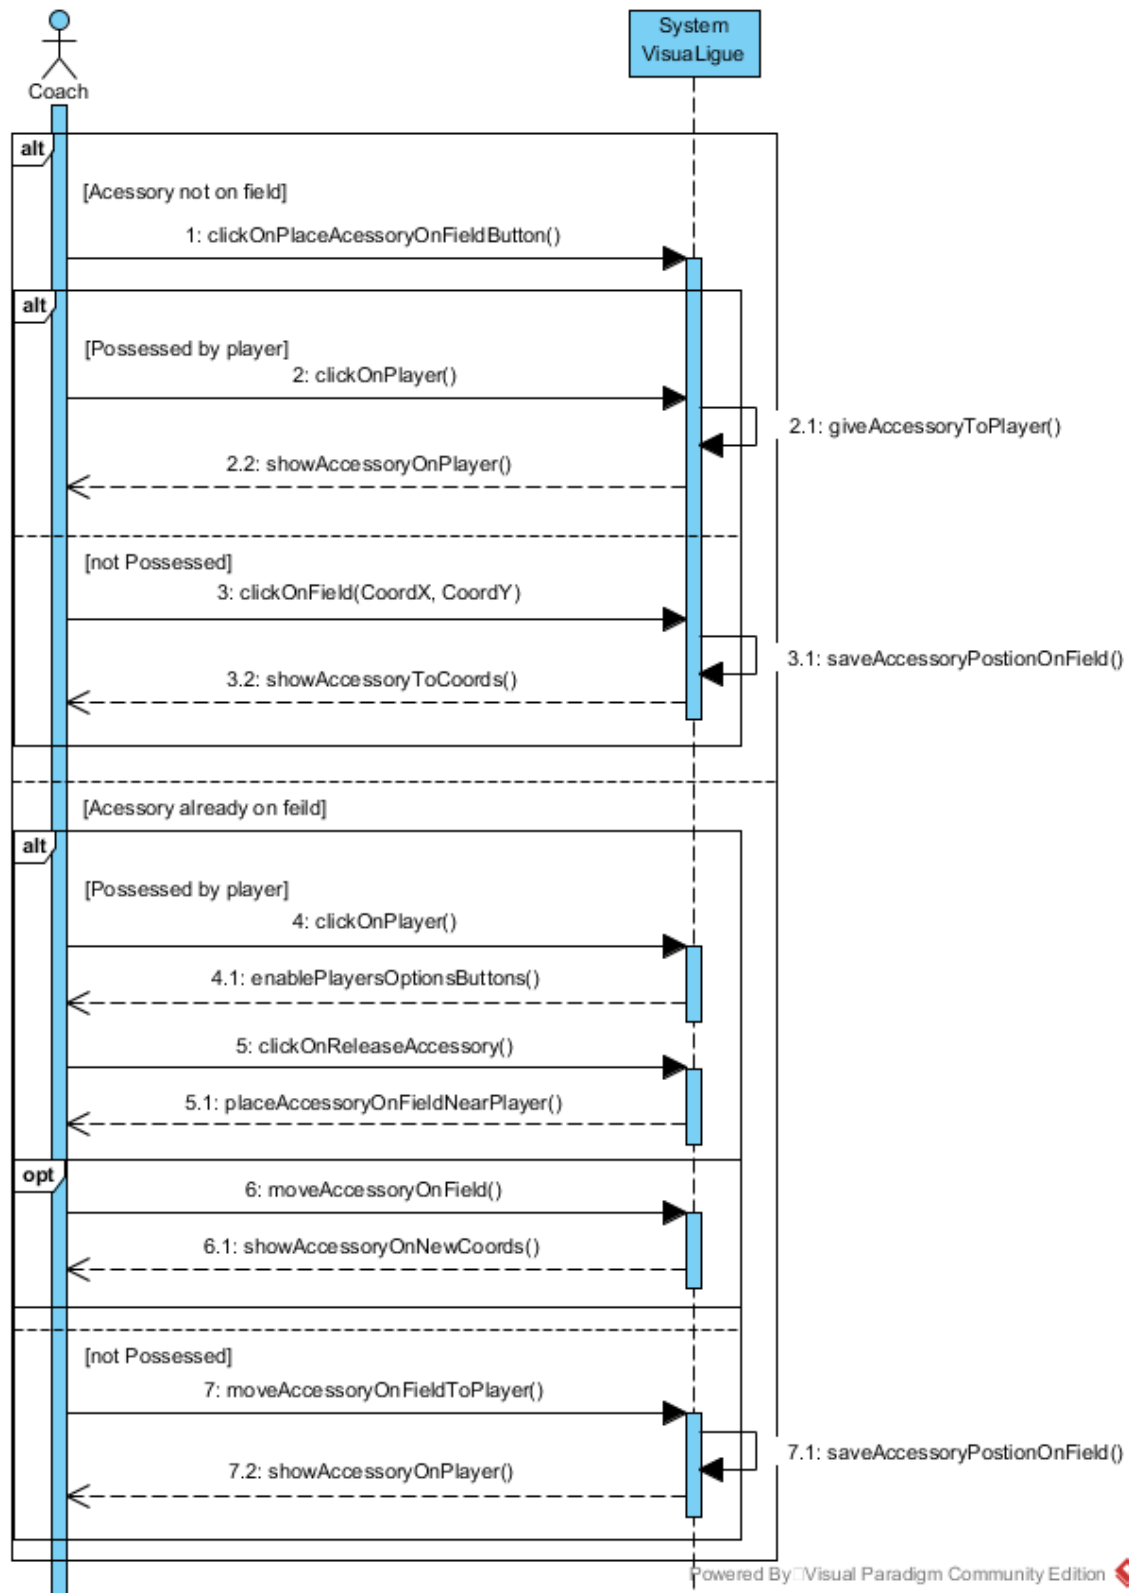 Coach
System
VisuaLigue
alt
[Acessory not on field]
1: clickOnPlaceAcessoryOnFieldButton()
alt
[Possessed by player]
2: clickOnPlayer()
2.1: giveAccessoryToPlayer()
2.2: showAccessoryOnPlayer()
[not Possessed]
3: clickOnField(CoordX, CoordY)
3.1: saveAccessoryPostionOnField()
3.2: showAccessoryToCoords()
[Acessory already on feild]
alt
[Possessed by player]
4: clickOnPlayer()
4.1: enablePlayersOptionsButtons()
5: clickOnReleaseAccessory()
5.1: placeAccessoryOnFieldNearPlayer()
opt
6: moveAccessoryOnField()
6.1: showAccessoryOnNewCoords()
[not Possessed]
7: moveAccessoryOnFieldToPlayer()
7.1: saveAccessoryPostionOnField()
7.2: showAccessoryOnPlayer()
Powered By Visual Paradigm Community Edition